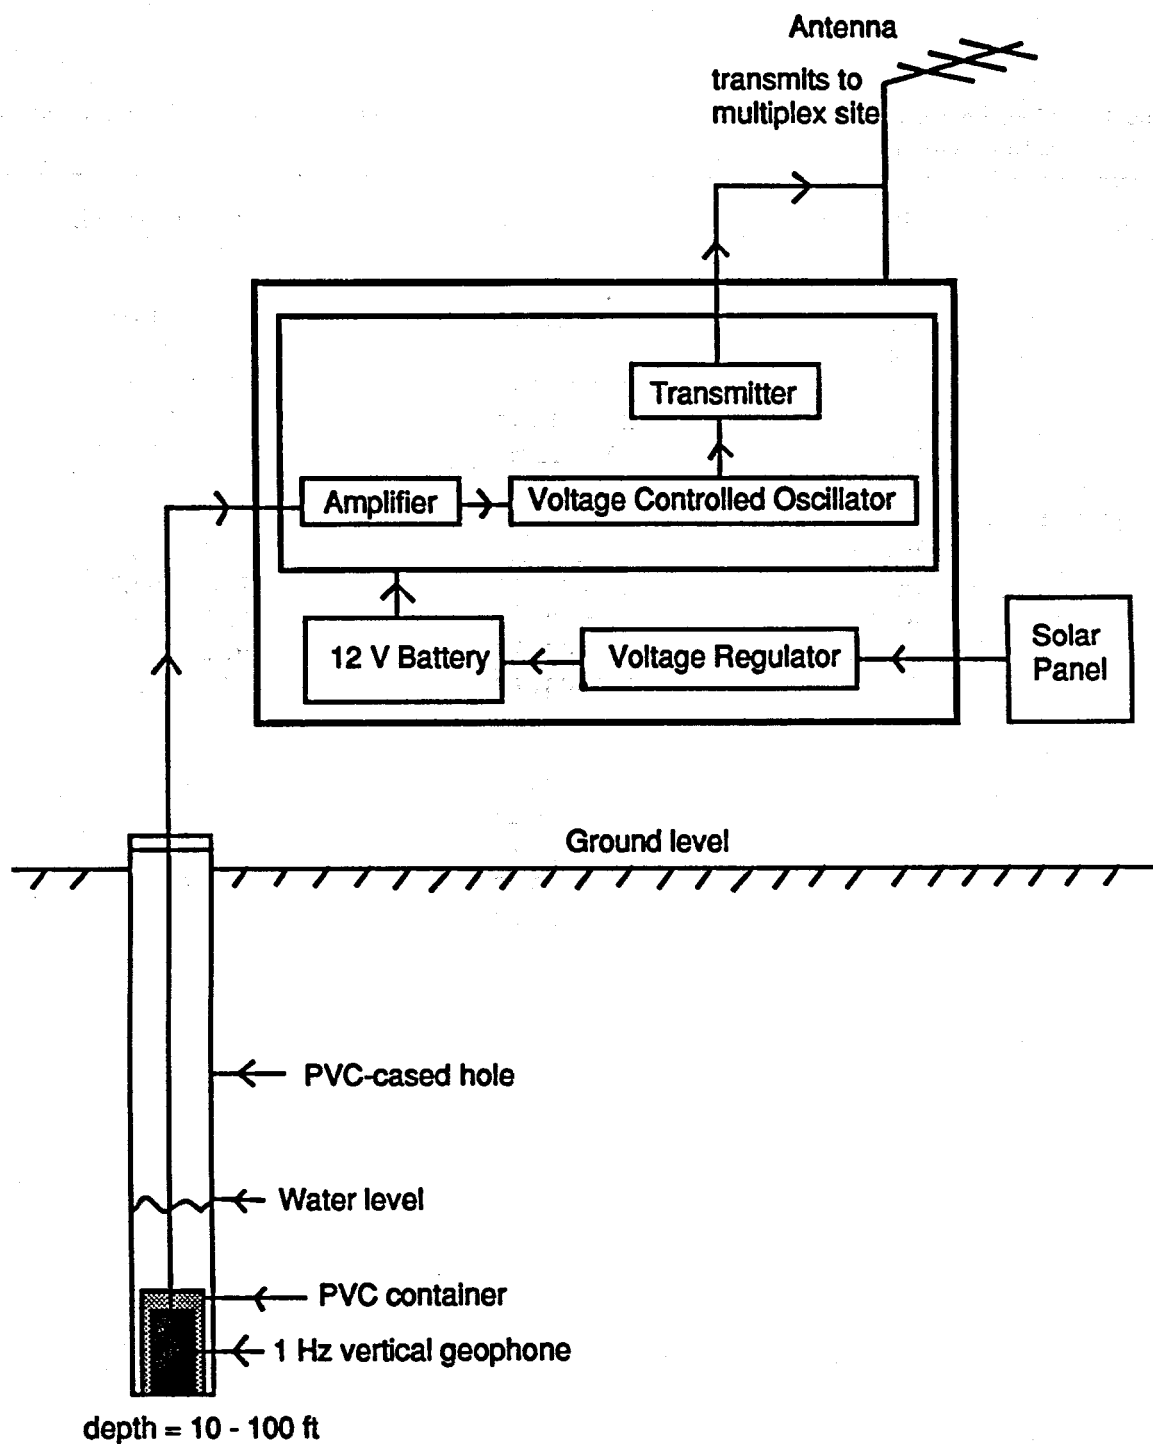 Antenna
transmits to
multiplex site
Transmitter
Amplifier
Voltage Controlled Oscillator
12 V Battery
Voltage Regulator
Solar
Panel
Ground level
PVC-cased hole
Water level
PVC container
1 Hz vertical geophone
depth = 10 - 100 ft